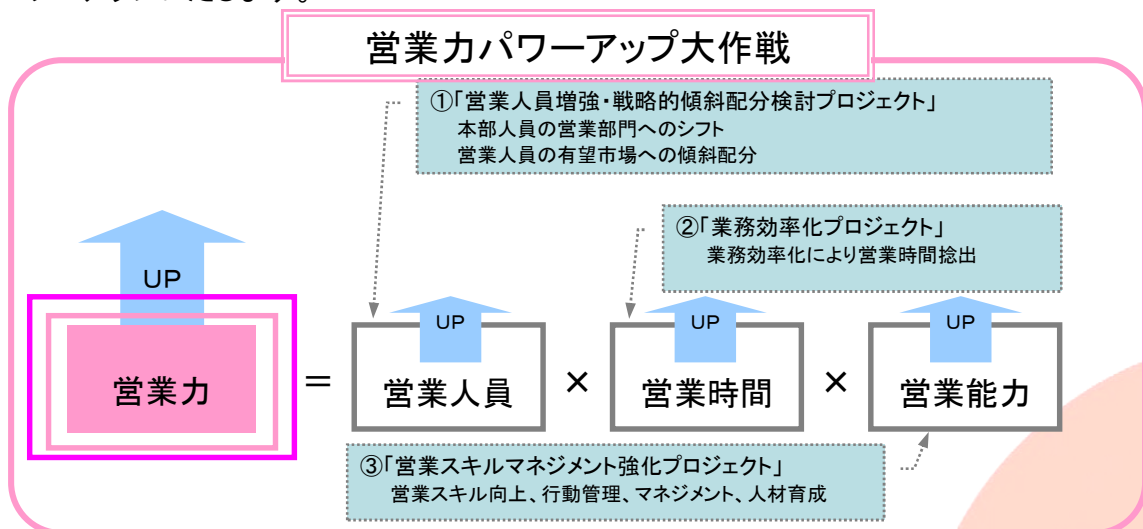 営業力パワーアップ大作戦
①「営業人員増強・戦略的傾斜配分検討プロジェクト」
本部人員の営業部門へのシフト
営業人員の有望市場への傾斜配分
②「業務効率化プロジェクト」
業務効率化により営業時間捻出
UP
UP
UP
UP
営業力
＝
営業人員
×
営業時間
×
営業能力
③「営業スキルマネジメント強化プロジェクト」
営業スキル向上、行動管理、マネジメント、人材育成